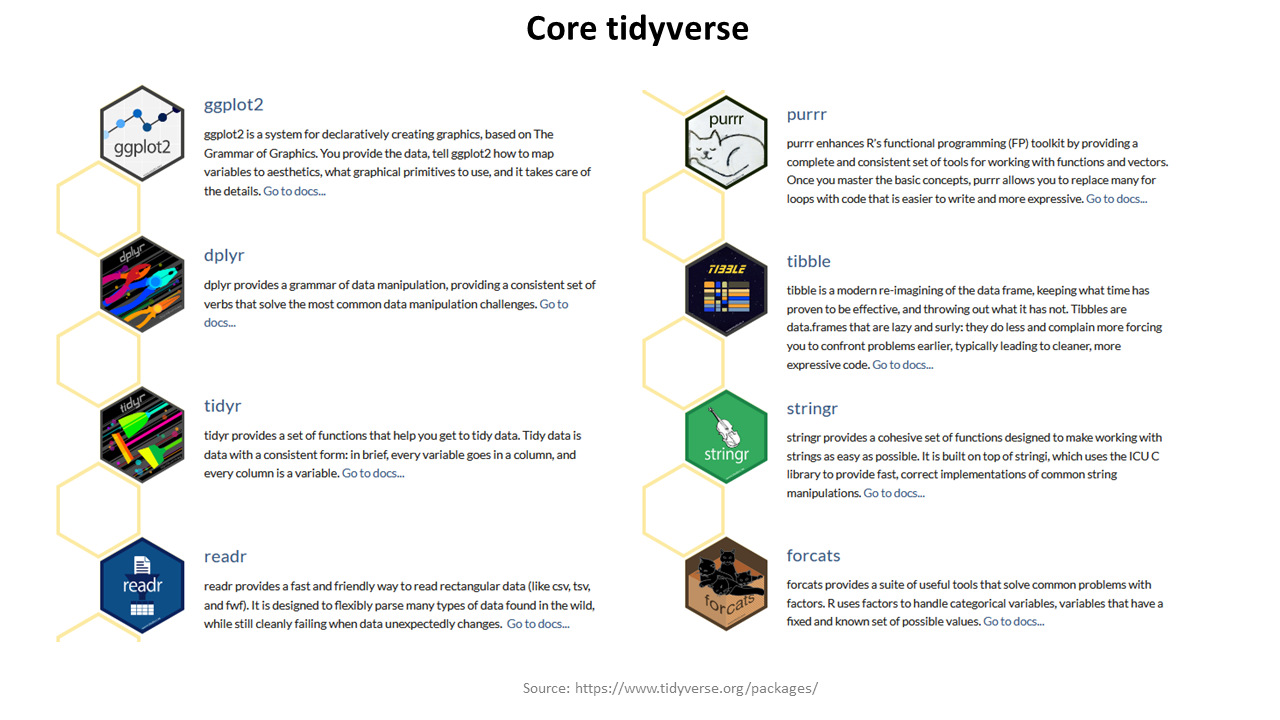 Core tidyverse
ggplot2
ggplot2
ggplot2 is a system for declaratively creating graphics, based on The
Grammar of Graphics. You provide the data, tell ggplot2 how to map
variables to aesthetics, what graphical primitives to use, and it takes care of
the details. Go to docs...
dplyr
dplyr
dplyr provides a grammar of data manipulation, providing a consistent set of
verbs that solve the most common data manipulation challenges. Go to
docs...
tidyr
tidyr
tidyr provides a set of functions that help you get to tidy data. Tidy data is
data with a consistent form: in brief, every variable goes in a column, and
every column is a variable. Go to docs...
readr
readr
readr provides a fast and friendly way to read rectangular data (like csv, tsv,
and fwf). It is designed to flexibly parse many types of data found in the wild,
while still cleanly failing when data unexpectedly changes. Go to docs...
purrr
purrr
purrr enhances R's functional programming (FP) toolkit by providing a
complete and consistent set of tools for working with functions and vectors.
Once you master the basic concepts, purrr allows you to replace many for
loops with code that is easier to write and more expressive. Go to docs...
TIBBLE
tibble
tibble is a modern re-imagining of the data frame, keeping what time has
proven to be effective, and throwing out what it has not. Tibbles are
data.frames that are lazy and surly: they do less and complain more forcing
you to confront problems earlier, typically leading to cleaner, more
expressive code. Go to docs...
stringr
stringr
stringr provides a cohesive set of functions designed to make working with
strings as easy as possible. It is built on top of stringi, which uses the ICU C
library to provide fast, correct implementations of common string
manipulations. Go to docs...
forcats
forcats
forcats provides a suite of useful tools that solve common problems with
factors. R uses factors to handle categorical variables, variables that have a
fixed and known set of possible values. Go to docs...
Source: https://www.tidyverse.org/packages/